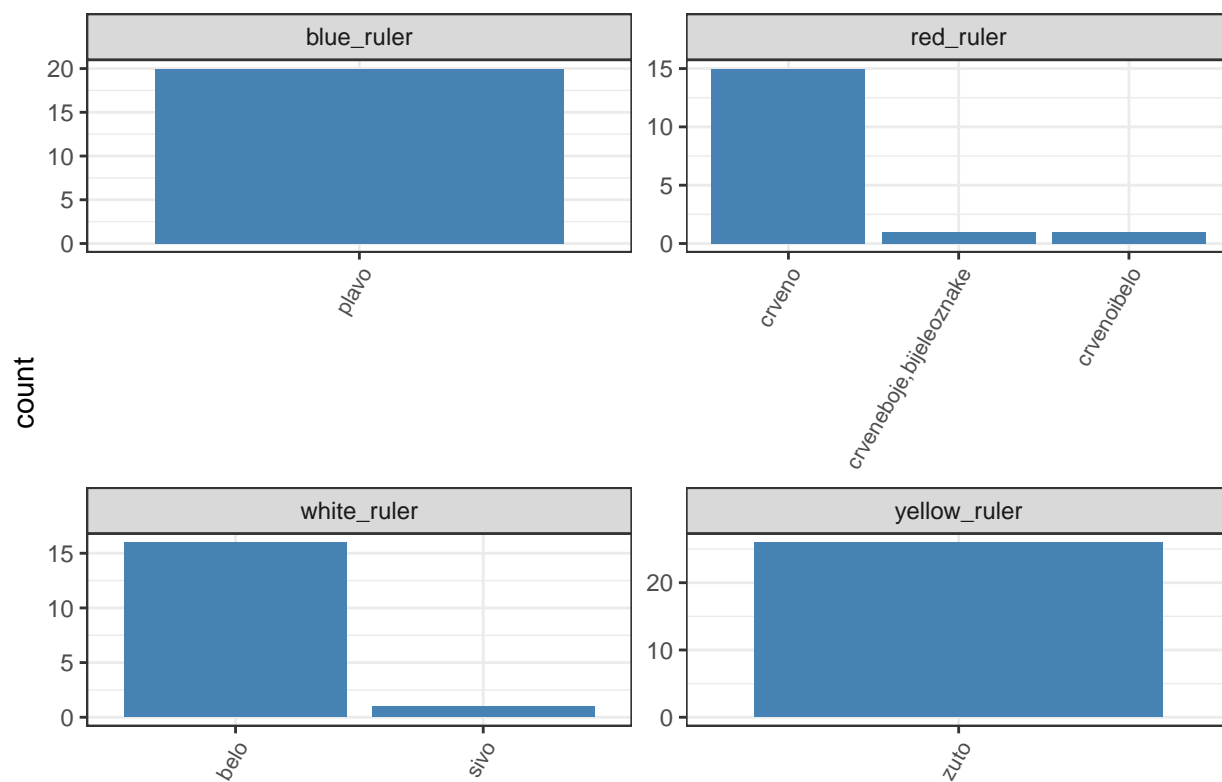 blue_ruler
20
15
10
5
0
plavo
red_ruler
15
10
5
0
crveno
crveneboje,bijeleoznake
crvenoibelo
count
white_ruler
15
10
5
0
belo
sivo
yellow_ruler
20
10
0
zuto